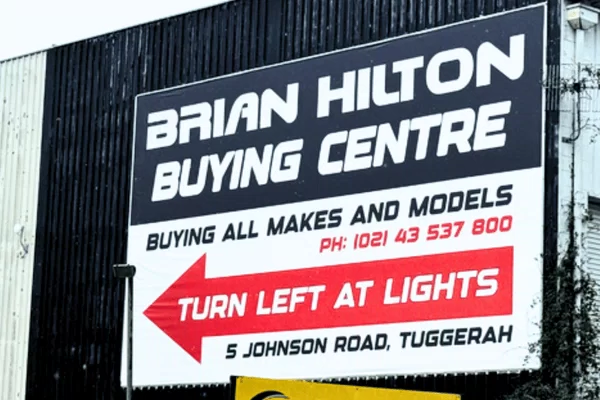 BRIAN HILTON
BUYING CENTRE
BUYING ALL MAKES AND MODELS
PH: (02) 43 537 800
TURN LEFT AT LIGHTS
5 JOHNSON ROAD, TUGGERAH